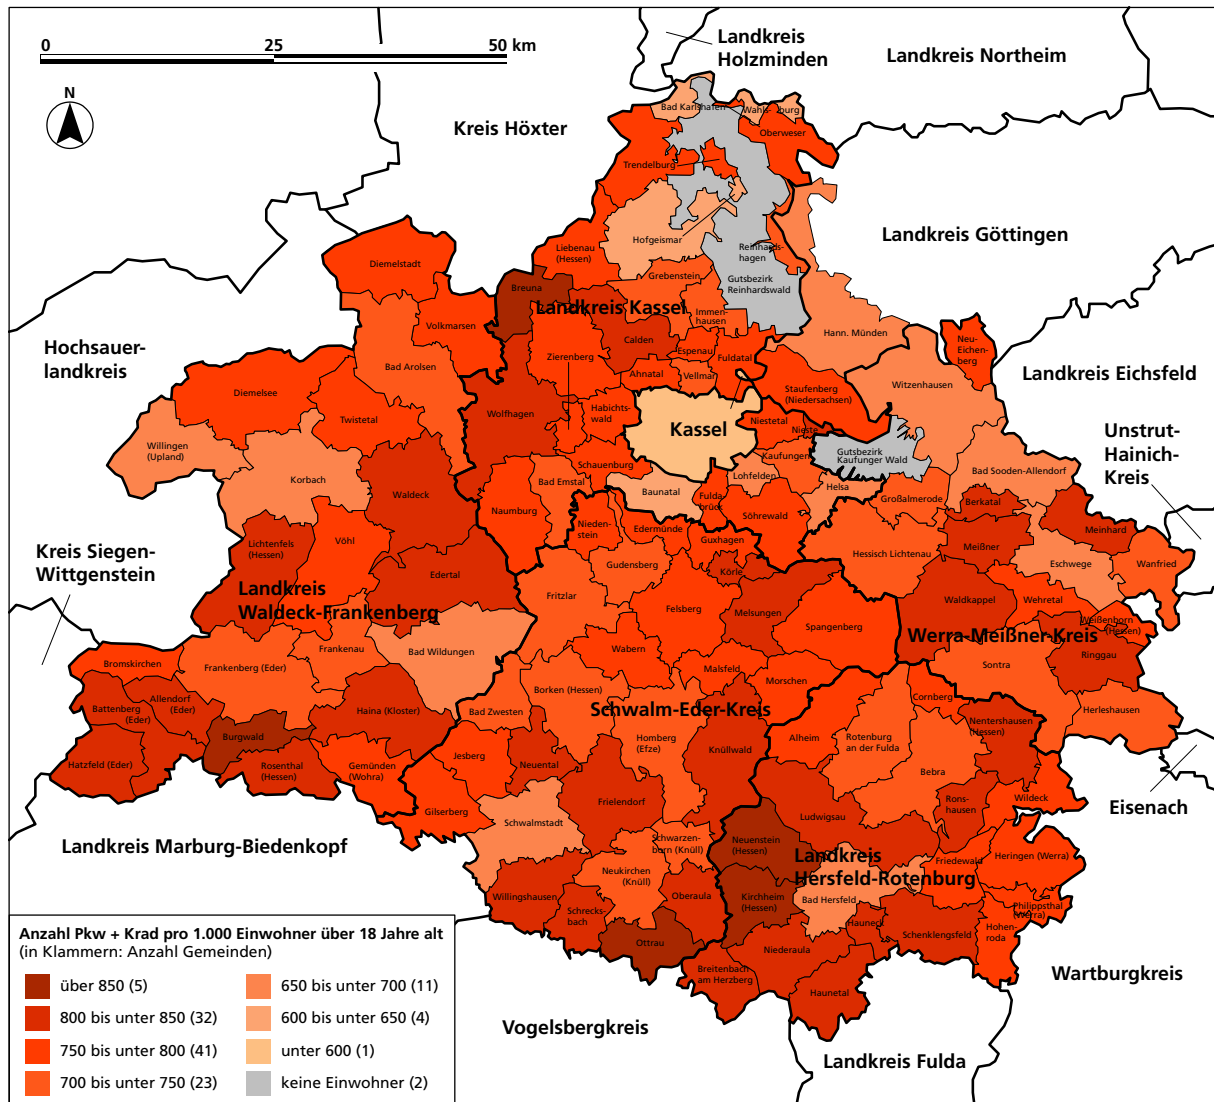 0 25 50 km
N
Landkreis
Holzminden
Landkreis Northeim
Kreis Höxter
Landkreis Göttingen
Hochsauer-
landkreis
Landkreis Eichsfeld
Unstrut-
Hainich-
Kreis
Kreis Siegen-
Wittgenstein
Eisenach
Landkreis Marburg-Biedenkopf
Vogelsbergkreis
Landkreis Fulda
Wartburgkreis
Landkreis Kassel
Kassel
Landkreis
Waldeck-Frankenberg
Schwalm-Eder-Kreis
Werra-Meißner-Kreis
Landkreis
Hersfeld-Rotenburg
Bad Karlshafen
Wahls-
burg
Oberweser
Trendelburg
Hofgeismar
Reinhards-
hagen
Gutsbezirk
Reinhardswald
Liebenau
(Hessen)
Grebenstein
Breuna
Immen-
hausen
Calden
Espenau
Fuldatal
Ahnatal
Vellmar
Zierenberg
Wolfhagen
Habichts-
wald
Schauenburg
Bad Emstal
Naumburg
Baunatal
Niestetal
Nieste
Kaufungen
Lohfelden
Helsa
Fulda-
brück
Söhrewald
Hann. Münden
Staufenberg
(Niedersachsen)
Gutsbezirk
Kaufunger Wald
Neu-
Eichen-
berg
Witzenhausen
Bad Sooden-Allendorf
Großalmerode
Berkatal
Meinhard
Meißner
Eschwege
Wanfried
Hessisch Lichtenau
Waldkappel
Wehretal
Weißenborn
(Hessen)
Ringgau
Sontra
Herleshausen
Diemelstadt
Volkmarsen
Bad Arolsen
Diemelsee
Twistetal
Willingen
(Upland)
Korbach
Waldeck
Lichtenfels
(Hessen)
Vöhl
Edertal
Bad Wildungen
Frankenau
Frankenberg (Eder)
Bromskirchen
Allendorf
(Eder)
Battenberg
(Eder)
Hatzfeld (Eder)
Burgwald
Rosenthal
(Hessen)
Haina (Kloster)
Gemünden
(Wohra)
Nieden-
stein
Edermünde
Guxhagen
Gudensberg
Körle
Fritzlar
Felsberg
Melsungen
Spangenberg
Wabern
Malsfeld
Morschen
Borken (Hessen)
Bad Zwesten
Homberg
(Efze)
Knüllwald
Jesberg
Neuental
Gilserberg
Frielendorf
Schwalmstadt
Schwarzen-
born (Knüll)
Neukirchen
(Knüll)
Oberaula
Willingshausen
Schrecks-
bach
Ottrau
Alheim
Cornberg
Rotenburg
an der Fulda
Nentershausen
(Hessen)
Bebra
Rons-
hausen
Wildeck
Ludwigsau
Neuenstein
(Hessen)
Friedewald
Heringen (Werra)
Kirchheim
(Hessen)
Bad Hersfeld
Philippsthal
(Werra)
Hauneck
Schenklengsfeld
Hohen-
roda
Niederaula
Breitenbach
am Herzberg
Haunetal
Anzahl Pkw + Krad pro 1.000 Einwohner über 18 Jahre alt
(in Klammern: Anzahl Gemeinden)
über 850 (5)
800 bis unter 850 (32)
750 bis unter 800 (41)
700 bis unter 750 (23)
650 bis unter 700 (11)
600 bis unter 650 (4)
unter 600 (1)
keine Einwohner (2)